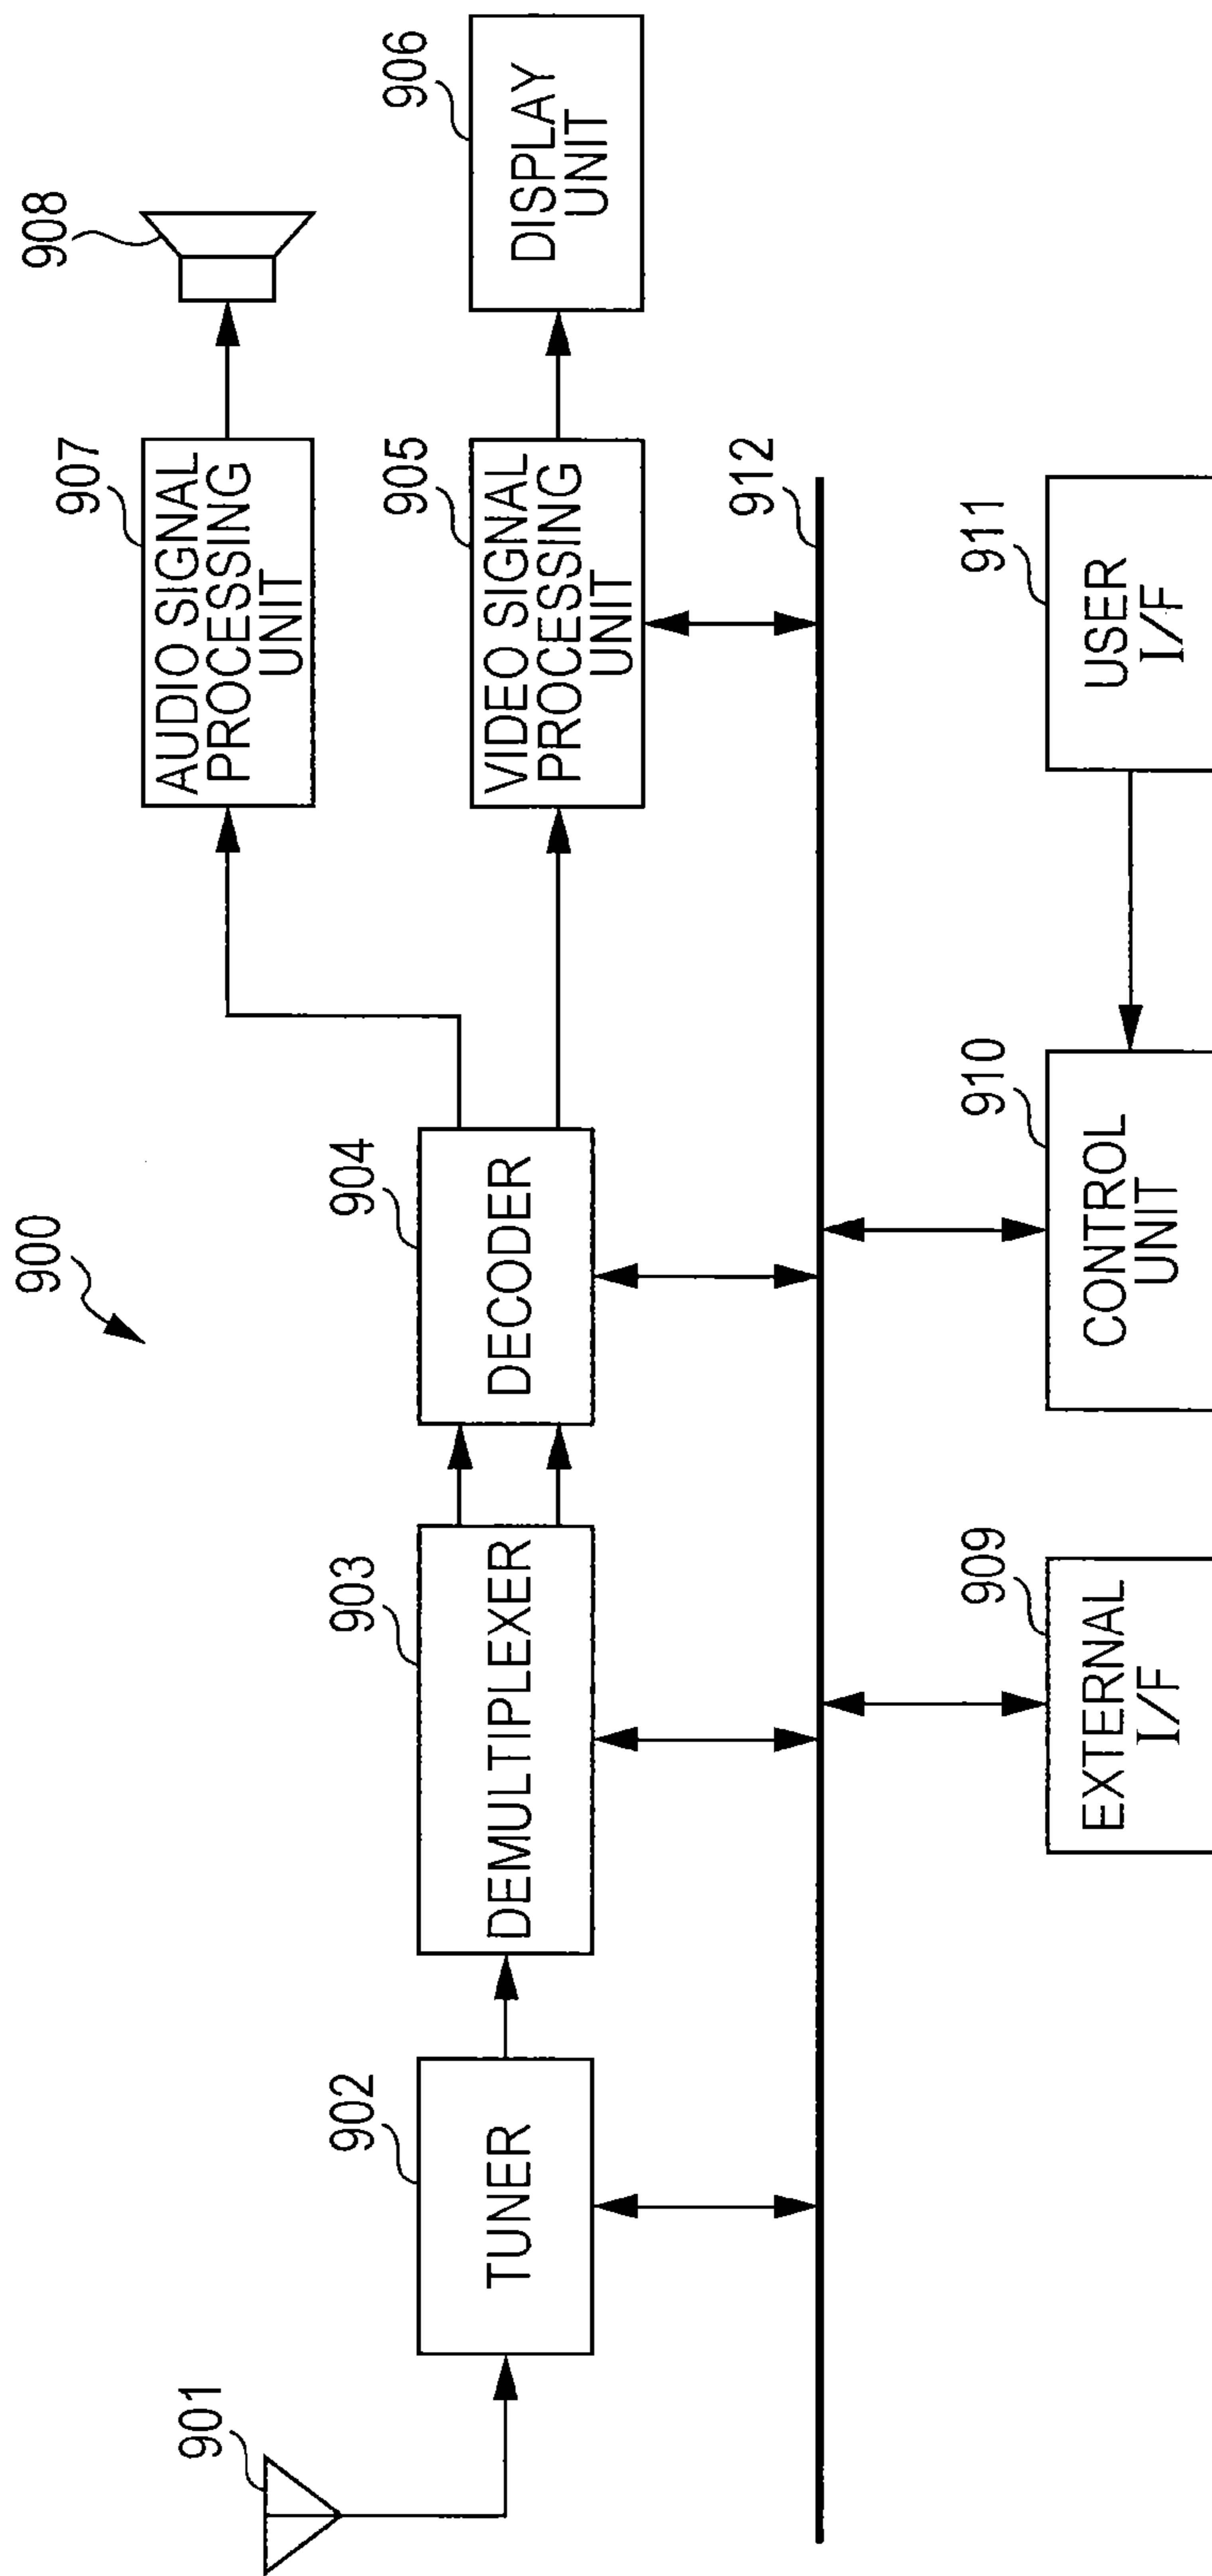 900
901
902
TUNER
903
DEMULTIPLEXER
904
DECODER
907
AUDIO SIGNAL
PROCESSING
UNIT
908
905
VIDEO SIGNAL
PROCESSING
UNIT
906
DISPLAY
UNIT
912
909
EXTERNAL
I/F
910
CONTROL
UNIT
911
USER
I/F